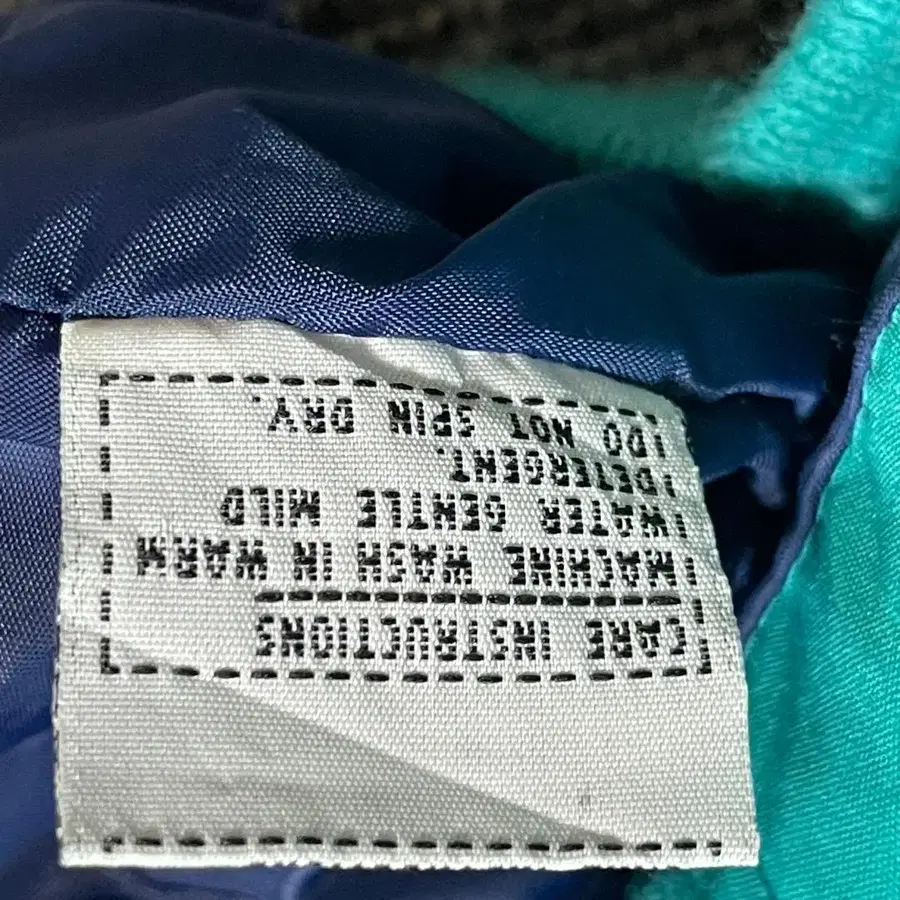 CARE INSTRUCTIONS
MACHINE WASH IN WARM
WATER GENTLE MILD
DETERGENT.
DO NOT SPIN DRY.